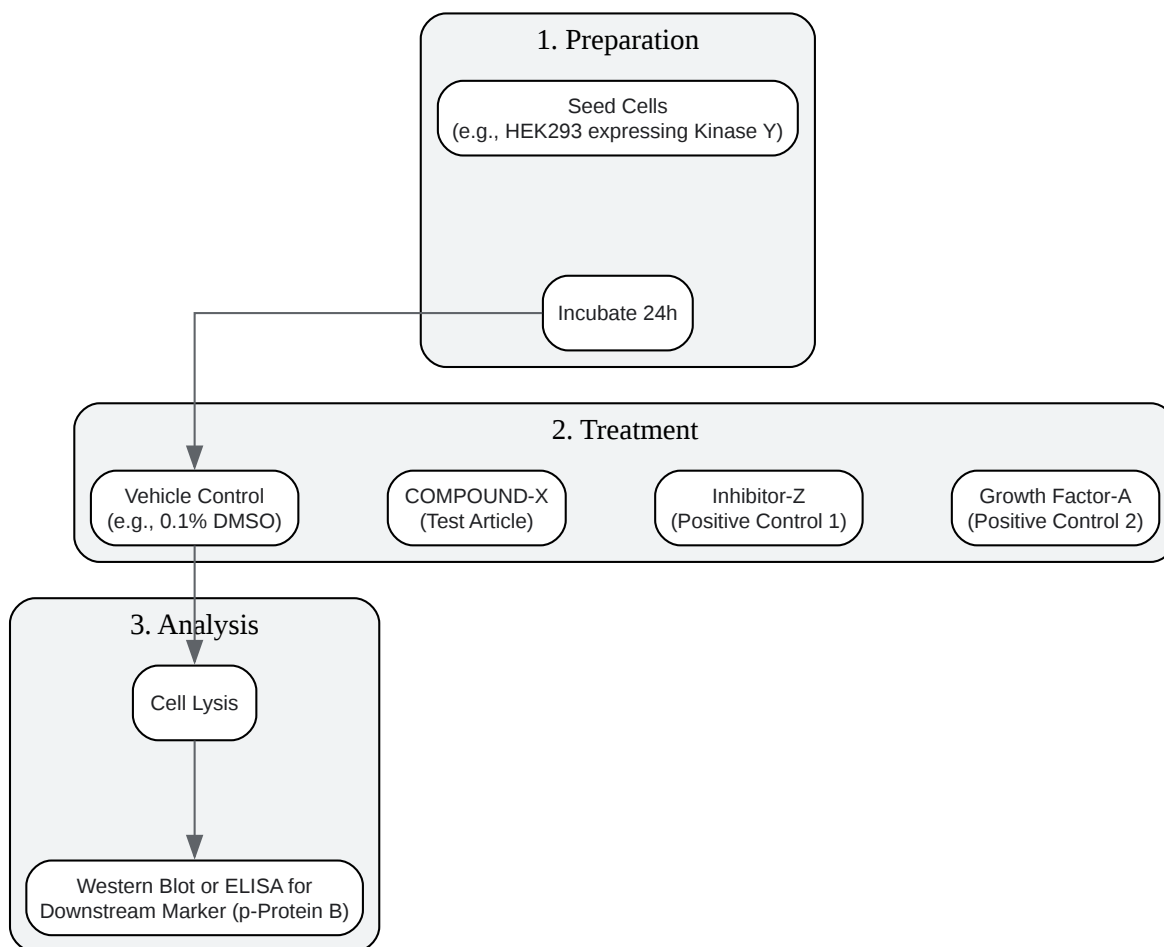 1. Preparation
Seed Cells
(e.g., HEK293 expressing Kinase Y)
Incubate 24h
2. Treatment
Vehicle Control
(e.g., 0.1% DMSO)
COMPOUND-X
(Test Article)
Inhibitor-Z
(Positive Control 1)
Growth Factor-A
(Positive Control 2)
3. Analysis
Cell Lysis
Western Blot or ELISA for
Downstream Marker (p-Protein B)